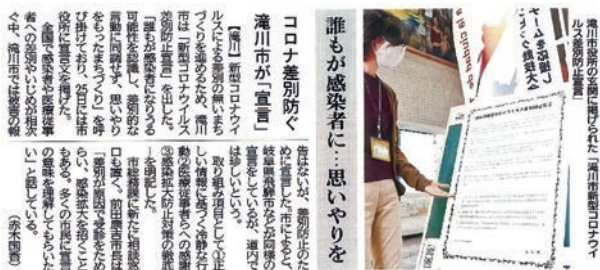 コロナ差別防ぐ
滝川市が「宣言」
誰もが感染者に…思いやりを
【滝川】新型コロナウイ
ルスによる差別の無いまち
づくりを進めるため、滝川
市は「新型コロナウイルス
差別防止宣言」を出した。
「誰もが感染者になりうる
可能性を認識し、差別的な
言動に同調せず、思いやり
をもったまちづくり」を呼
び掛けており、25日には市
役所に宣言文を掲げた。
全国で感染者や医療従事
者への差別やいじめが相次
ぐ中、滝川市では被害の報
告はないが、差別防止のた
めに宣言した。市によると、
岐阜県飛騨市などが同様の
宣言をしているが、道内で
は珍しいという。
取り組み項目として①正
しい情報に基づく冷静な行
動②医療従事者らへの感謝
③感染拡大防止対策の徹底
―を明記した。
市総務課に新たに相談窓
口も置く。前田康吉市長は
「差別が原因で受診をため
らい、感染拡大を招くこと
もある。多くの市民に宣言
の意味を理解してもらいた
い」と話している。
滝川市役所の玄関に掲げられた「滝川市新型コロナウイ
ルス差別防止宣言」